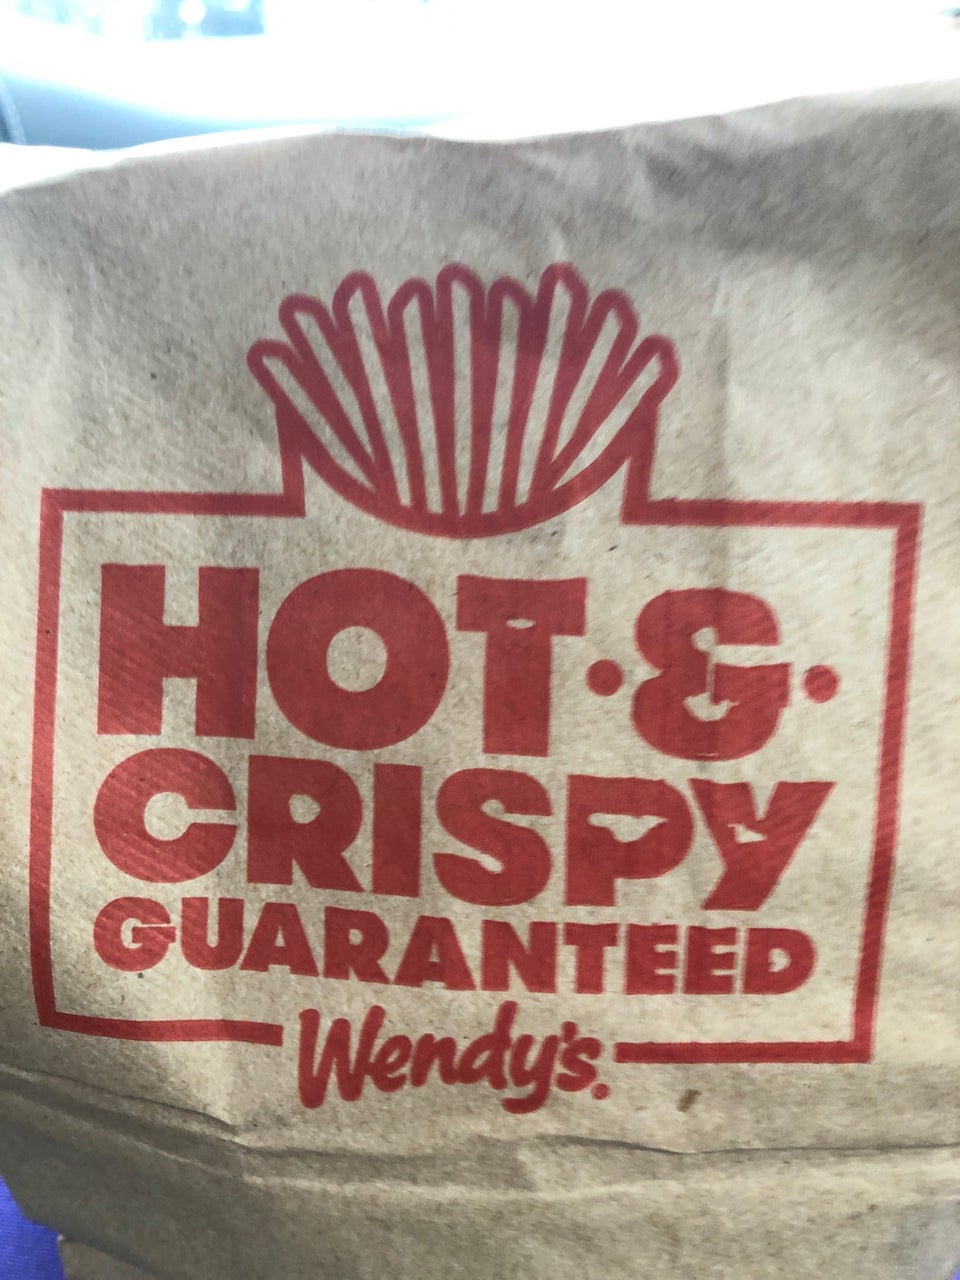 HOT·&·
CRISPY
GUARANTEED
Wendy's.